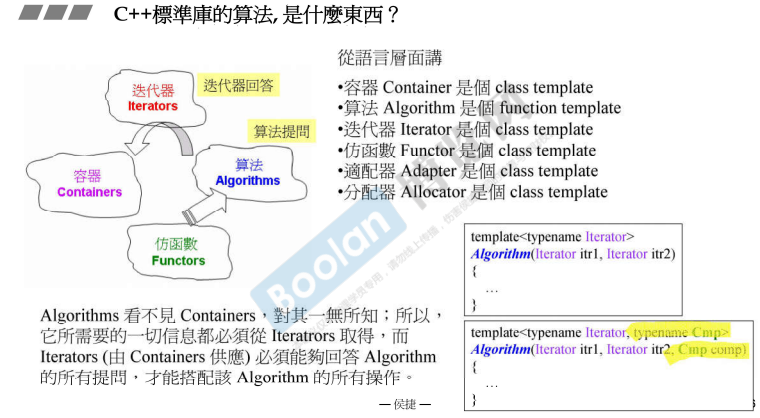 C++標準庫的算法, 是什麼東西？
從語言層面講
•容器 Container 是個 class template
•算法 Algorithm 是個 function template
•迭代器 Iterator 是個 class template
•仿函數 Functor 是個 class template
•適配器 Adapter 是個 class template
•分配器 Allocator 是個 class template
迭代器
Iterators
迭代器回答
算法提問
容器
Containers
算法
Algorithms
仿函數
Functors
template<typename Iterator>
Algorithm(Iterator itr1, Iterator itr2)
{
…
}
template<typename Iterator, typename Cmp>
Algorithm(Iterator itr1, Iterator itr2, Cmp comp)
{
…
}
Algorithms 看不見 Containers，對其一無所知；所以，
它所需要的一切信息都必須從 Iteratrors 取得，而
Iterators (由 Containers 供應) 必須能夠回答 Algorithm
的所有提問，才能搭配該 Algorithm 的所有操作。
— 侯捷 —
Boolan